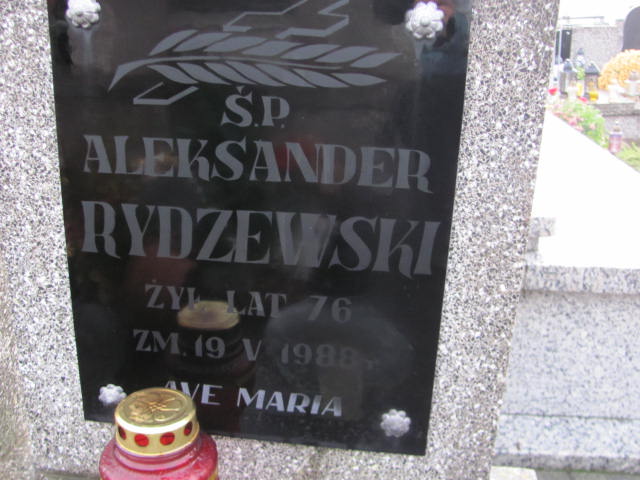 Ś.P.
ALEKSANDER
RYDZEWSKI
ŻYŁ LAT 76
ZM. 19 V 1988 r.
AVE MARIA